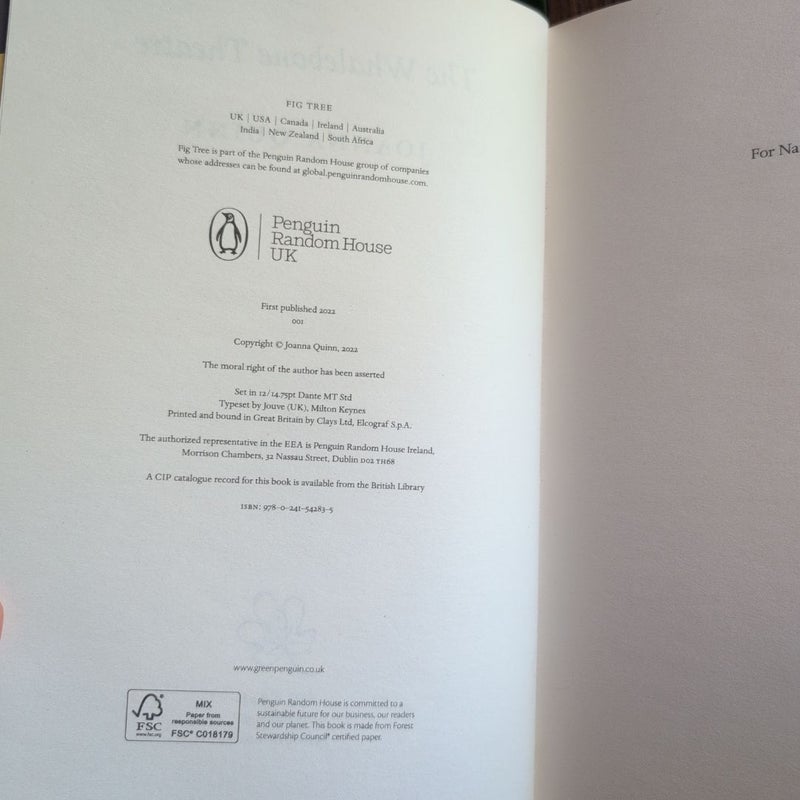 FIG TREE
UK | USA | Canada | Ireland | Australia
India | New Zealand | South Africa
Fig Tree is part of the Penguin Random House group of companies
whose addresses can be found at global.penguinrandomhouse.com.
Penguin
Random House
UK
First published 2022
001
Copyright © Joanna Quinn, 2022
The moral right of the author has been asserted
Set in 12/14.75pt Dante MT Std
Typeset by Jouve (UK), Milton Keynes
Printed and bound in Great Britain by Clays Ltd, Elcograf S.p.A.
The authorized representative in the EEA is Penguin Random House Ireland,
Morrison Chambers, 32 Nassau Street, Dublin D02 YH68
A CIP catalogue record for this book is available from the British Library
ISBN: 978-0-241-54283-5
www.greenpenguin.co.uk
FSC
www.fsc.org
MIX
Paper from
responsible sources
FSC® C018179
Penguin Random House is committed to a
sustainable future for our business, our readers
and our planet. This book is made from Forest
Stewardship Council® certified paper.
For Na